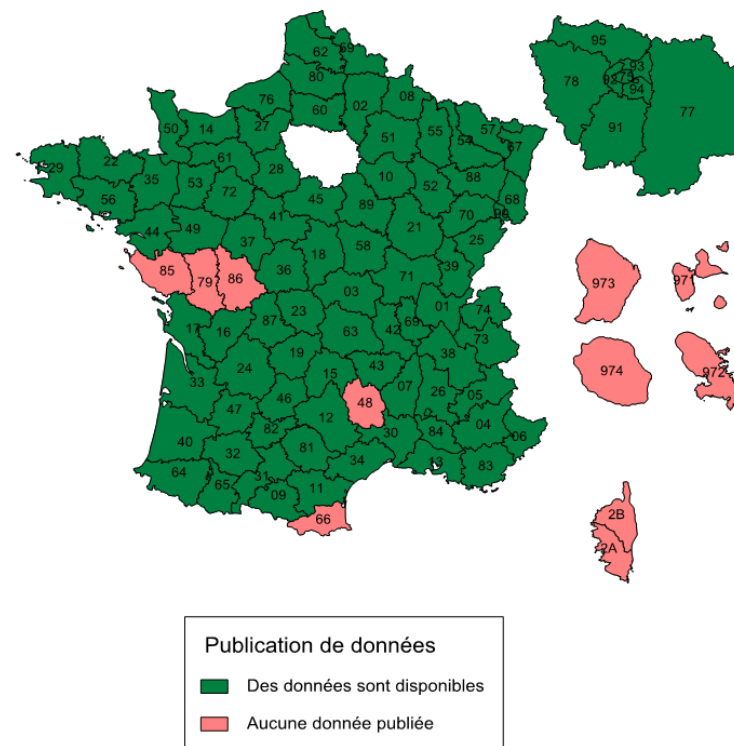 62 59
80
76 60 02 08
50 14 27 51 55 54 57 67
29 22 61 28 10 88
35 53 72 45 52 68
56 89 70 90
44 49 41 21 25
37 18 58 39
85 79 86 36 71
03 01 74
17 16 87 23 63 42 69 73
19 38
24 15 43
33 46 48 07 26 05
47 12 04
40 82 30 84 06
32 81 34 13 83
64 65 31 09 11
66
95
78 92 75 93
94
91 77
973 971
974 972
2B
2A
Publication de données
Des données sont disponibles
Aucune donnée publiée